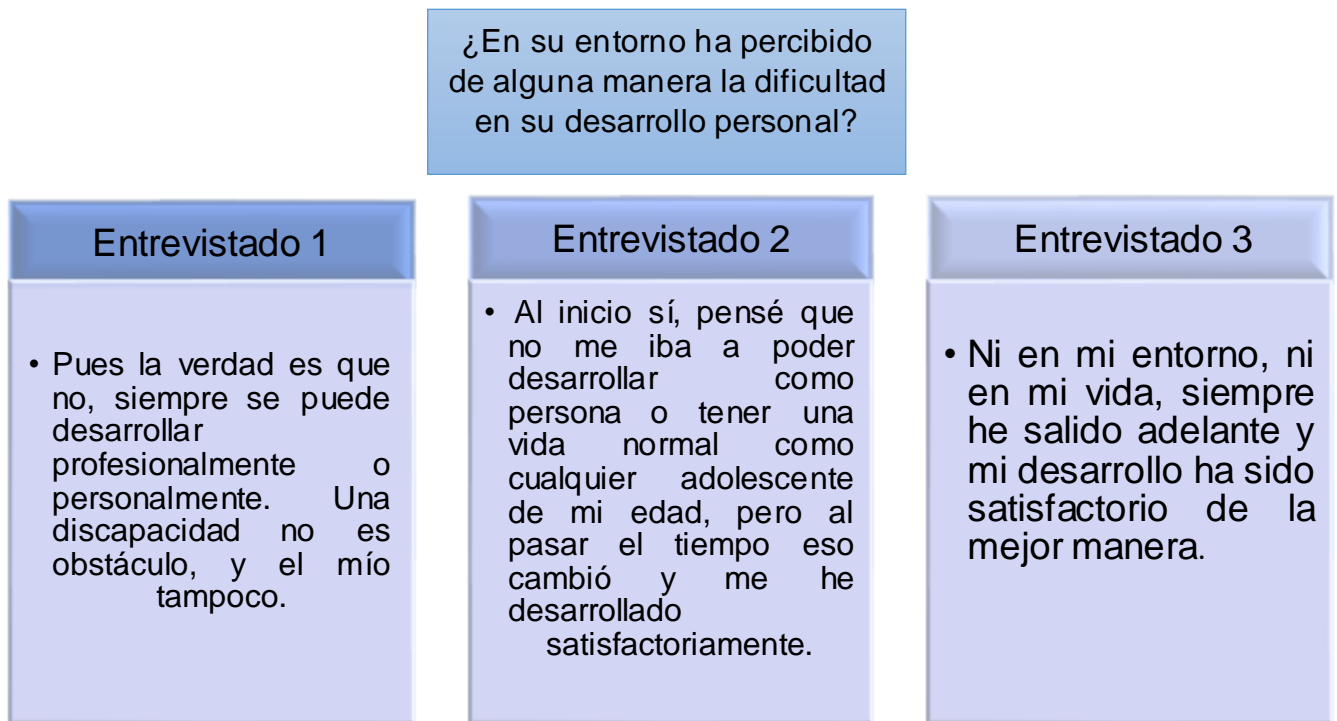 ¿En su entorno ha percibido
de alguna manera la dificultad
en su desarrollo personal?
Entrevistado 1
• Pues la verdad es que
no, siempre se puede
desarrollar
profesionalmente o
personalmente. Una
discapacidad no es
obstáculo, y el mío
tampoco.
Entrevistado 2
• Al inicio sí, pensé que
no me iba a poder
desarrollar como
persona o tener una
vida normal como
cualquier adolescente
de mi edad, pero al
pasar el tiempo eso
cambió y me he
desarrollado
satisfactoriamente.
Entrevistado 3
• Ni en mi entorno, ni
en mi vida, siempre
he salido adelante y
mi desarrollo ha sido
satisfactorio de la
mejor manera.